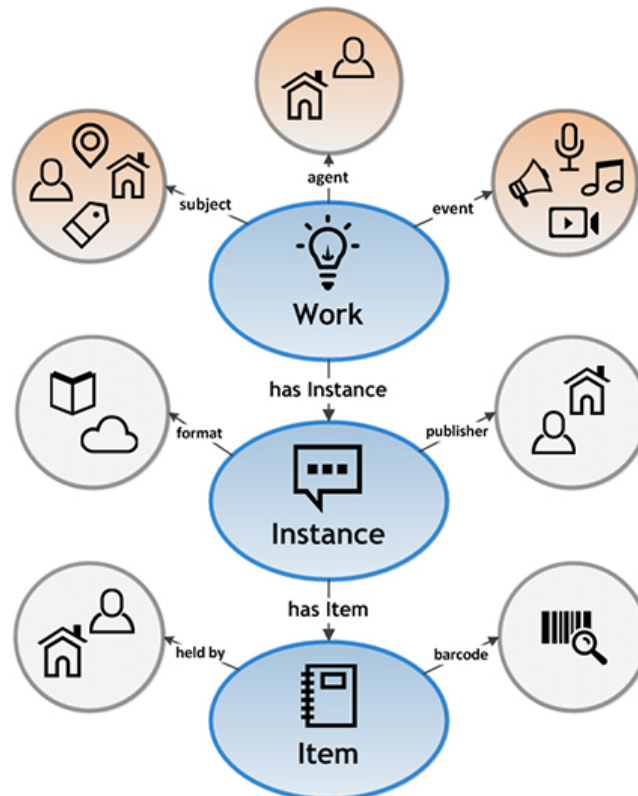 agent
subject
event
Work
has Instance
format
publisher
Instance
has Item
held by
barcode
Item